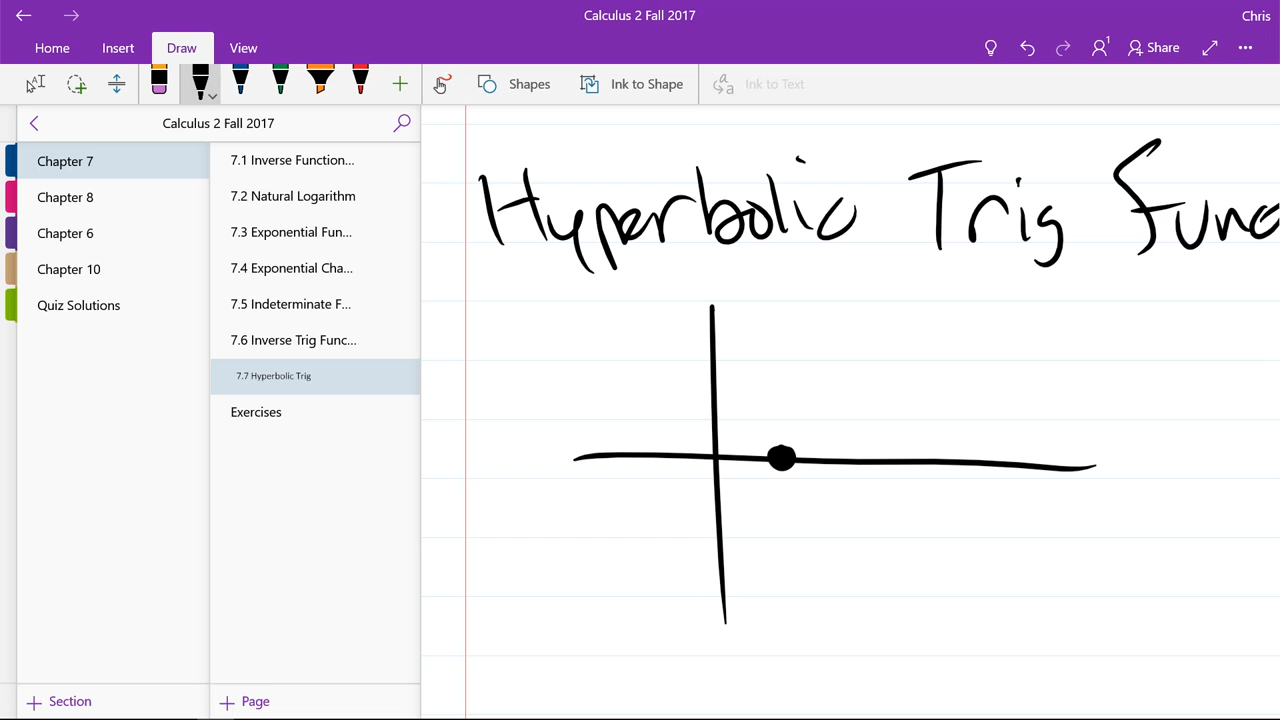 Calculus 2 Fall 2017
Chris
Home Insert Draw View
Share
Shapes Ink to Shape Ink to Text
Calculus 2 Fall 2017
Chapter 7
Chapter 8
Chapter 6
Chapter 10
Quiz Solutions
7.1 Inverse Function...
7.2 Natural Logarithm
7.3 Exponential Fun...
7.4 Exponential Cha...
7.5 Indeterminate F...
7.6 Inverse Trig Func...
7.7 Hyperbolic Trig
Exercises
Hyperbolic Trig Func
+ Section
+ Page